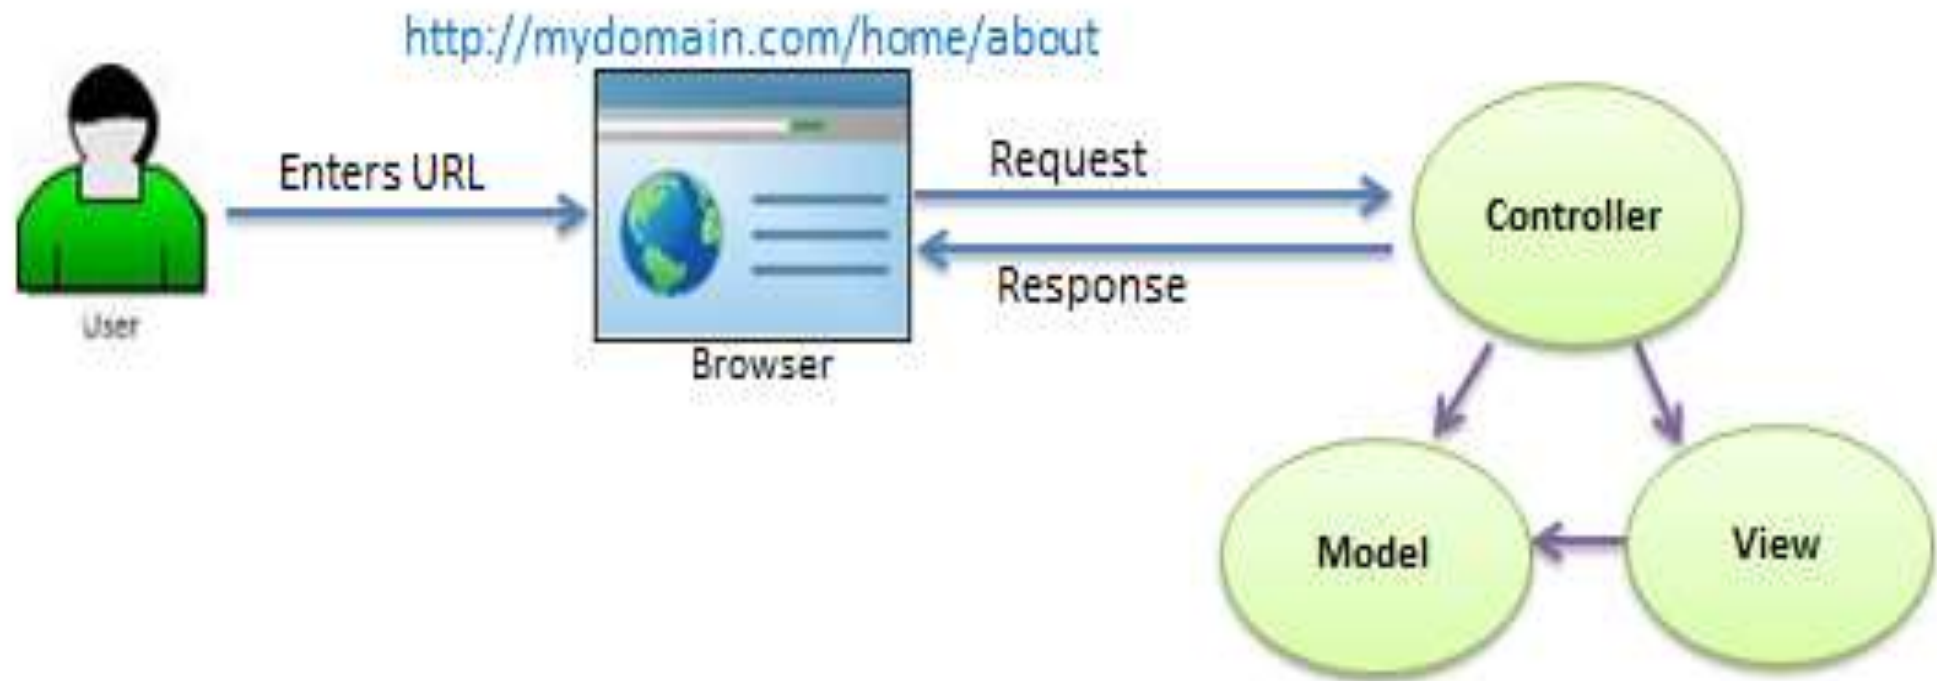 http://mydomain.com/home/about
Enters URL
User
Browser
Request
Response
Controller
Model
View